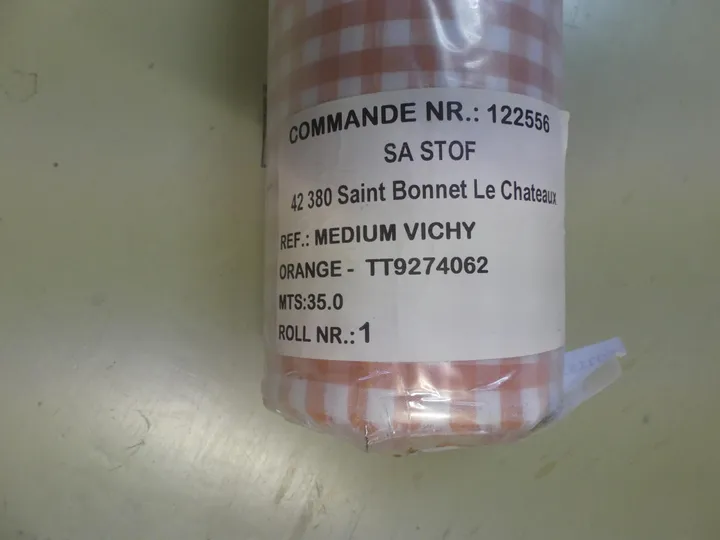 COMMANDE NR.: 122556
SA STOF
42 380 Saint Bonnet Le Chateaux
REF.: MEDIUM VICHY
ORANGE - TT9274062
MTS:35.0
ROLL NR.: 1